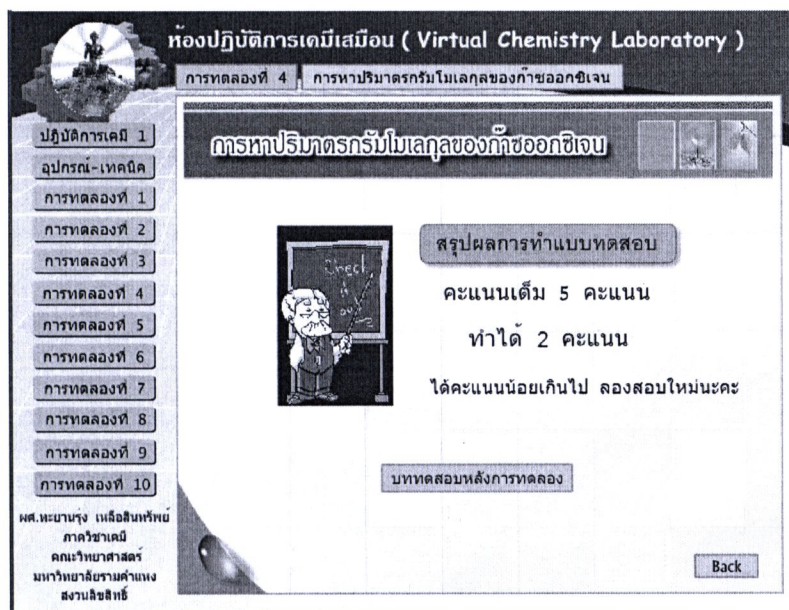 ห้องปฏิบัติการเคมีเสมือน ( Virtual Chemistry Laboratory )
การทดลองที่ 4 การหาปริมาตรกรัมโมเลกุลของก๊าซออกซิเจน
การหาปริมาตรกรัมโมเลกุลของก๊าซออกซิเจน
ปฎิบัติการเคมี 1
อุปกรณ์-เทคนิค
การทดลองที่ 1
การทดลองที่ 2
การทดลองที่ 3
การทดลองที่ 4
การทดลองที่ 5
การทดลองที่ 6
การทดลองที่ 7
การทดลองที่ 8
การทดลองที่ 9
การทดลองที่ 10
ผศ.ทะยานรุ่ง เหลือสินทรัพย์
ภาควิชาเคมี
คณะวิทยาศาสตร์
มหาวิทยาลัยรามคำแหง
สงวนลิขสิทธิ์
Check
สรุปผลการทำแบบทดสอบ
คะแนนเต็ม 5 คะแนน
ทำได้ 2 คะแนน
ได้คะแนนน้อยเกินไป ลองสอบใหม่นะคะ
บททดสอบหลังการทดลอง
Back